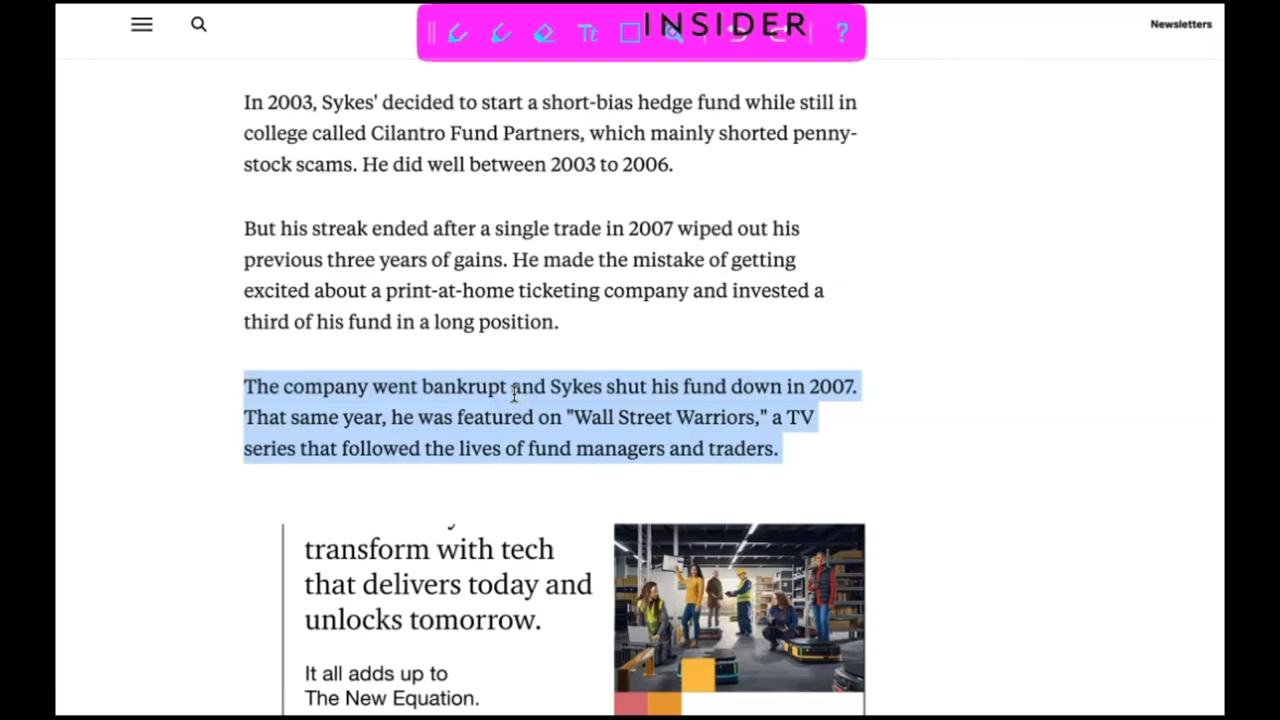 INSIDER
Newsletters
Tt
?
In 2003, Sykes' decided to start a short-bias hedge fund while still in
college called Cilantro Fund Partners, which mainly shorted penny-
stock scams. He did well between 2003 to 2006.
But his streak ended after a single trade in 2007 wiped out his
previous three years of gains. He made the mistake of getting
excited about a print-at-home ticketing company and invested a
third of his fund in a long position.
The company went bankrupt and Sykes shut his fund down in 2007.
That same year, he was featured on "Wall Street Warriors," a TV
series that followed the lives of fund managers and traders.
transform with tech
that delivers today and
unlocks tomorrow.
It all adds up to
The New Equation.